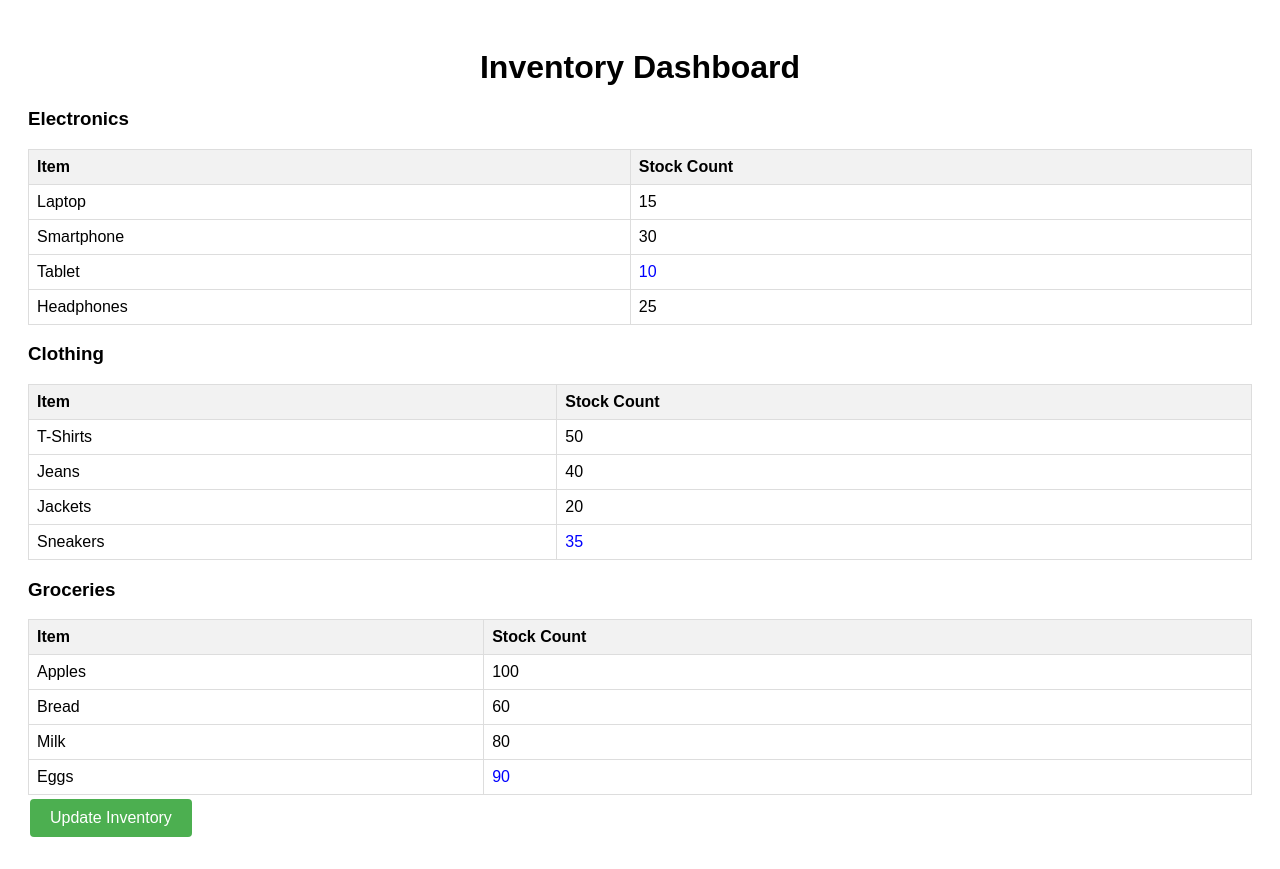 Inventory Dashboard
Electronics
Item Stock Count
Laptop 15
Smartphone 30
Tablet 10
Headphones 25
Clothing
Item Stock Count
T-Shirts 50
Jeans 40
Jackets 20
Sneakers 35
Groceries
Item Stock Count
Apples 100
Bread 60
Milk 80
Eggs 90
Update Inventory